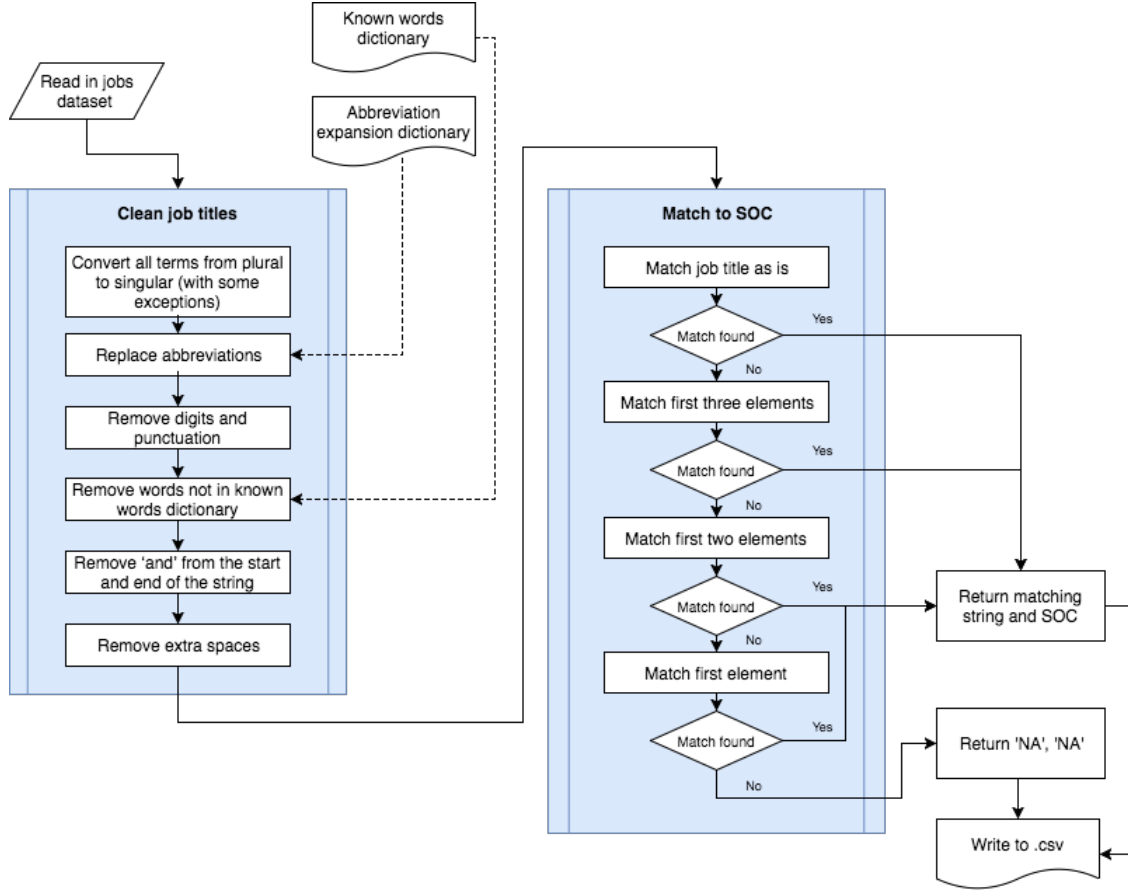 Known words
dictionary
Read in jobs
dataset
Abbreviation
expansion dictionary
Clean job titles
Convert all terms from plural
to singular (with some
exceptions)
Replace abbreviations
Remove digits and
punctuation
Remove words not in known
words dictionary
Remove 'and' from the start
and end of the string
Remove extra spaces
Match to SOC
Match job title as is
Match found
Yes
No
Match first three elements
Match found
Yes
No
Match first two elements
Match found
Yes
No
Match first element
Match found
Yes
No
Return matching
string and SOC
Return 'NA', 'NA'
Write to .csv